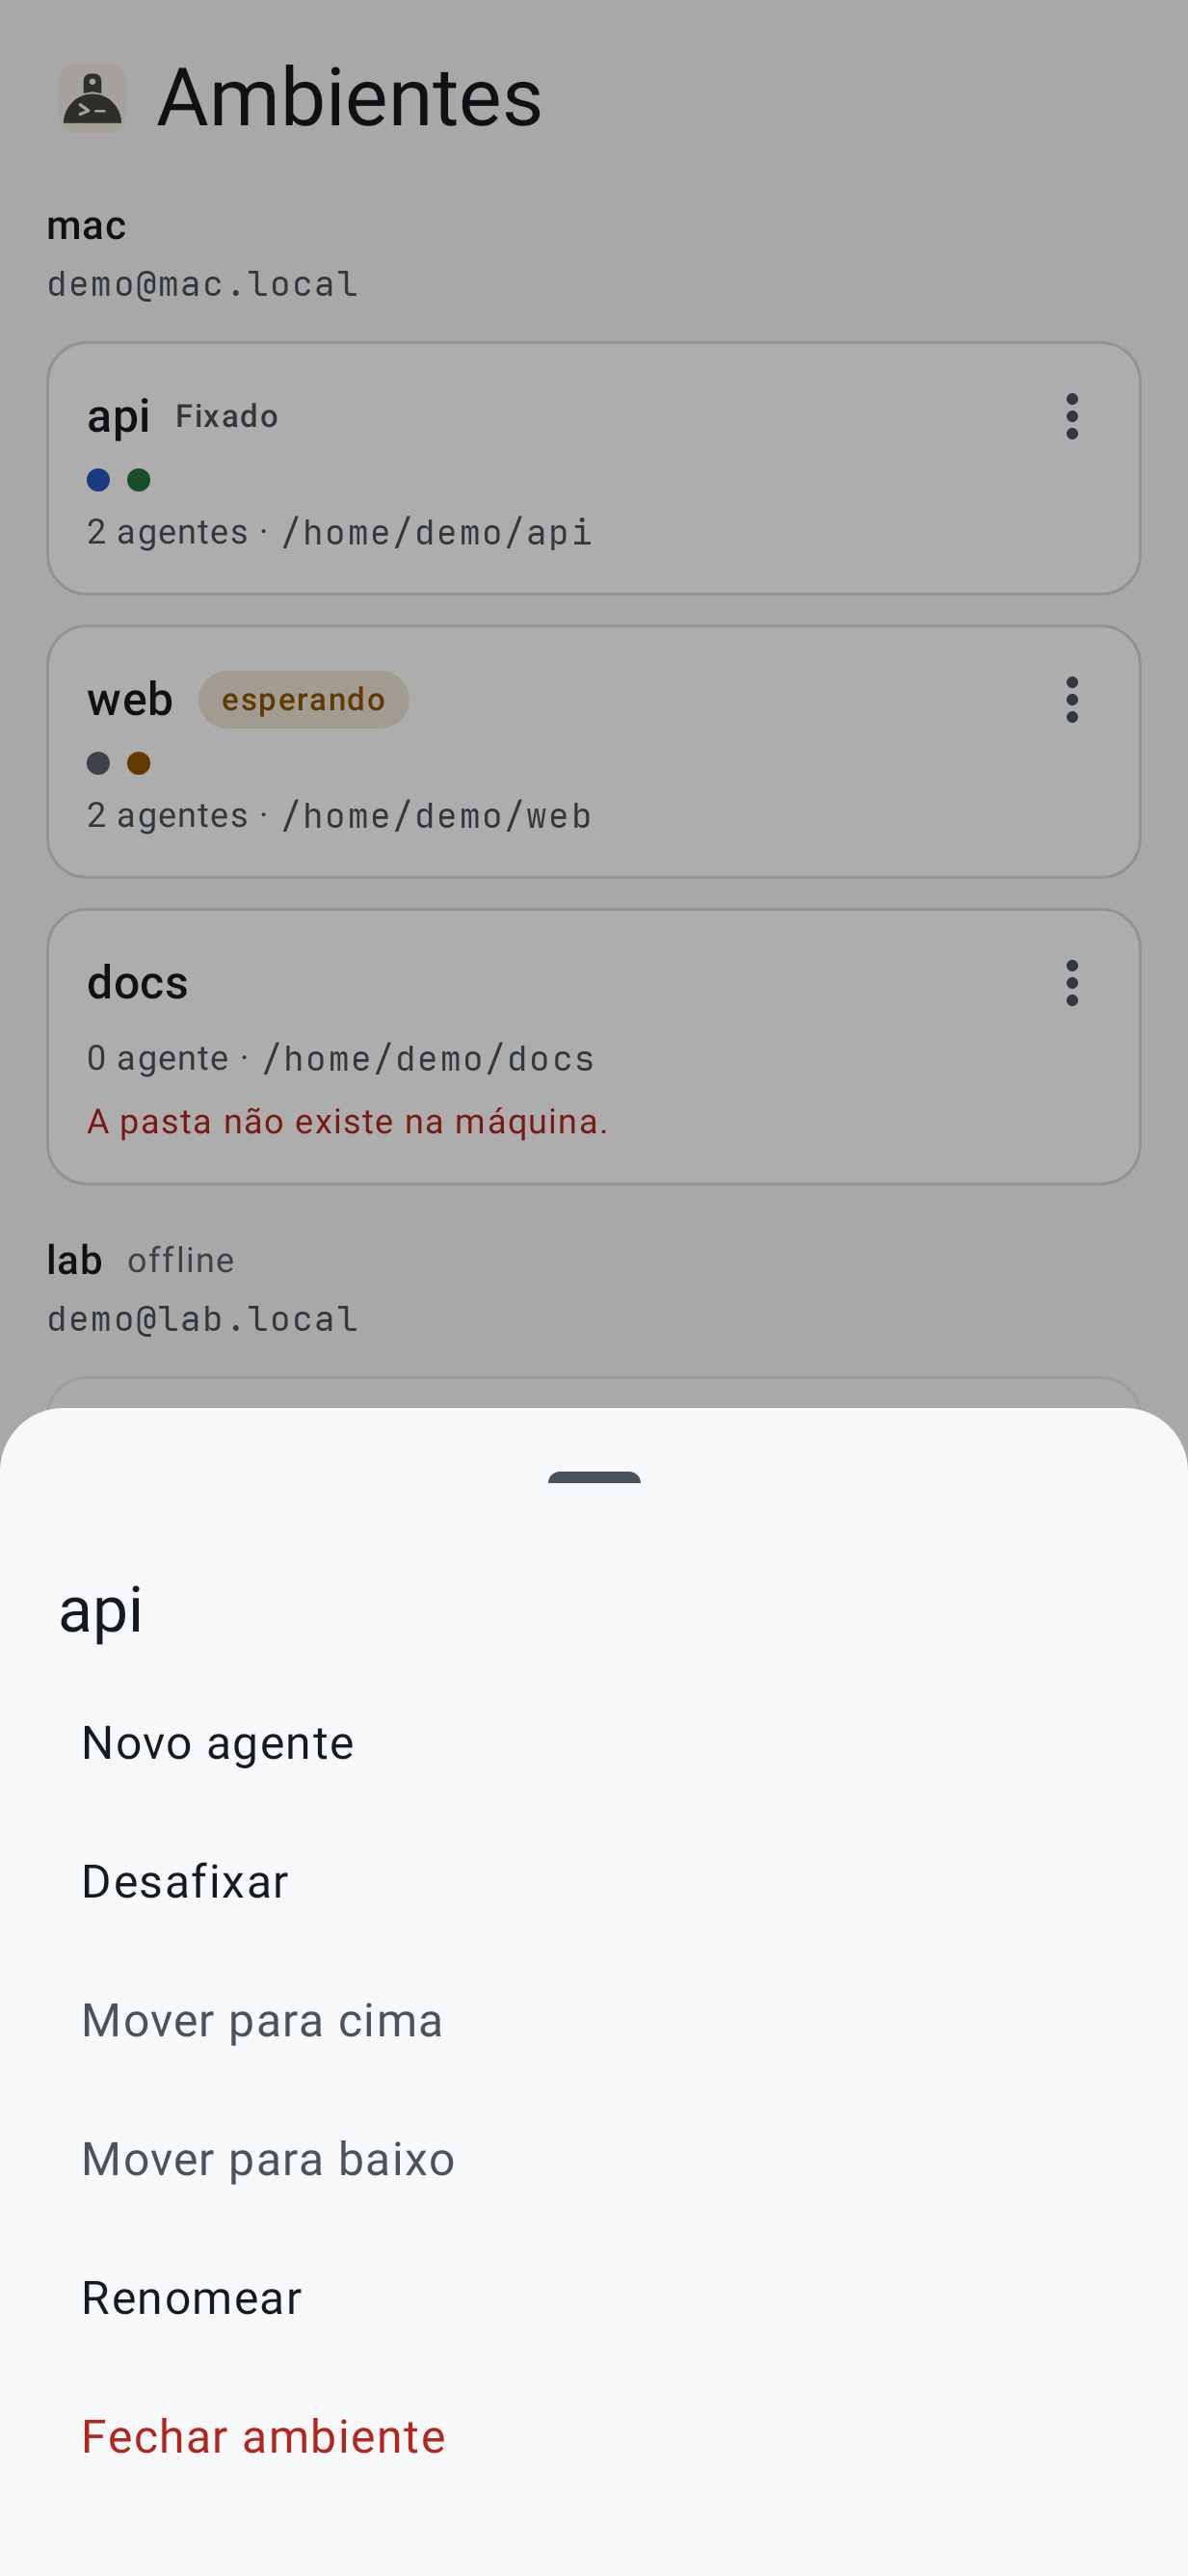 Ambientes
mac
demo@mac.local
api Fixado
2 agentes · /home/demo/api
web esperando
2 agentes · /home/demo/web
docs
0 agente · /home/demo/docs
A pasta não existe na máquina.
lab offline
demo@lab.local
api
Novo agente
Desafixar
Mover para cima
Mover para baixo
Renomear
Fechar ambiente